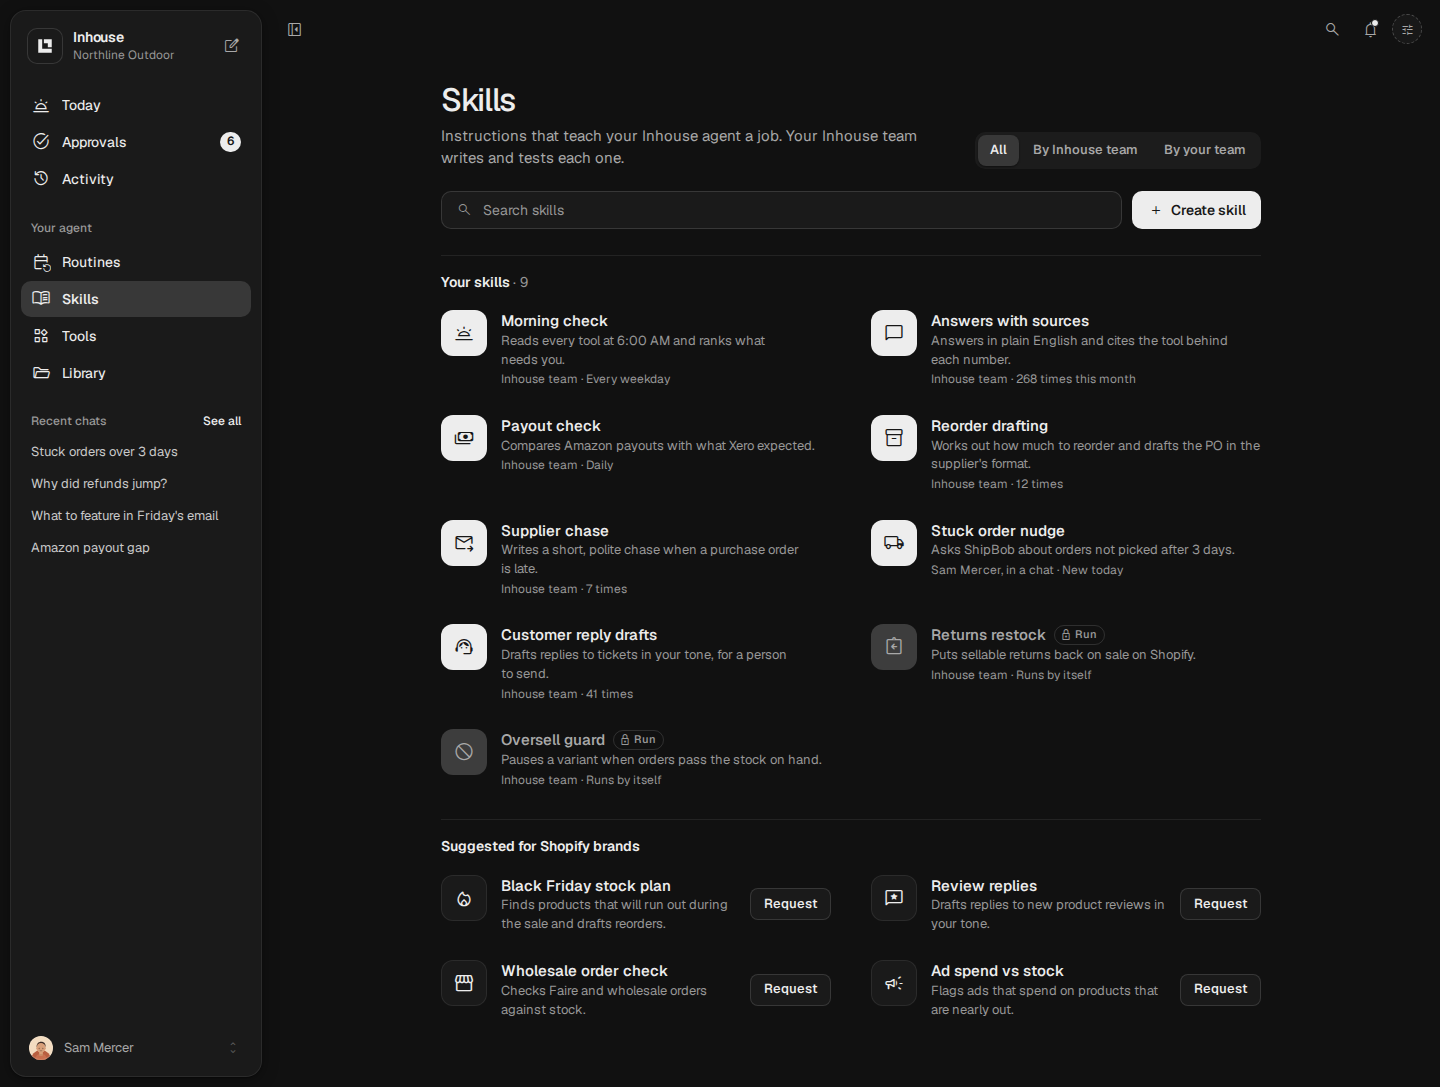 Inhouse
Northline Outdoor
Today
Approvals
6
Activity
Your agent
Routines
Skills
Tools
Library
Recent chats
See all
Stuck orders over 3 days
Why did refunds jump?
What to feature in Friday's email
Amazon payout gap
Sam Mercer
Skills
Instructions that teach your Inhouse agent a job. Your Inhouse team
writes and tests each one.
All
By Inhouse team
By your team
Search skills
+ Create skill
Your skills · 9
Morning check
Reads every tool at 6:00 AM and ranks what
needs you.
Inhouse team · Every weekday
Answers with sources
Answers in plain English and cites the tool behind
each number.
Inhouse team · 268 times this month
Payout check
Compares Amazon payouts with what Xero expected.
Inhouse team · Daily
Reorder drafting
Works out how much to reorder and drafts the PO in the
supplier's format.
Inhouse team · 12 times
Supplier chase
Writes a short, polite chase when a purchase order
is late.
Inhouse team · 7 times
Stuck order nudge
Asks ShipBob about orders not picked after 3 days.
Sam Mercer, in a chat · New today
Customer reply drafts
Drafts replies to tickets in your tone, for a person
to send.
Inhouse team · 41 times
Returns restock
Run
Puts sellable returns back on sale on Shopify.
Inhouse team · Runs by itself
Oversell guard
Run
Pauses a variant when orders pass the stock on hand.
Inhouse team · Runs by itself
Suggested for Shopify brands
Black Friday stock plan
Finds products that will run out during
the sale and drafts reorders.
Request
Review replies
Drafts replies to new product reviews in
your tone.
Request
Wholesale order check
Checks Faire and wholesale orders
against stock.
Request
Ad spend vs stock
Flags ads that spend on products that
are nearly out.
Request